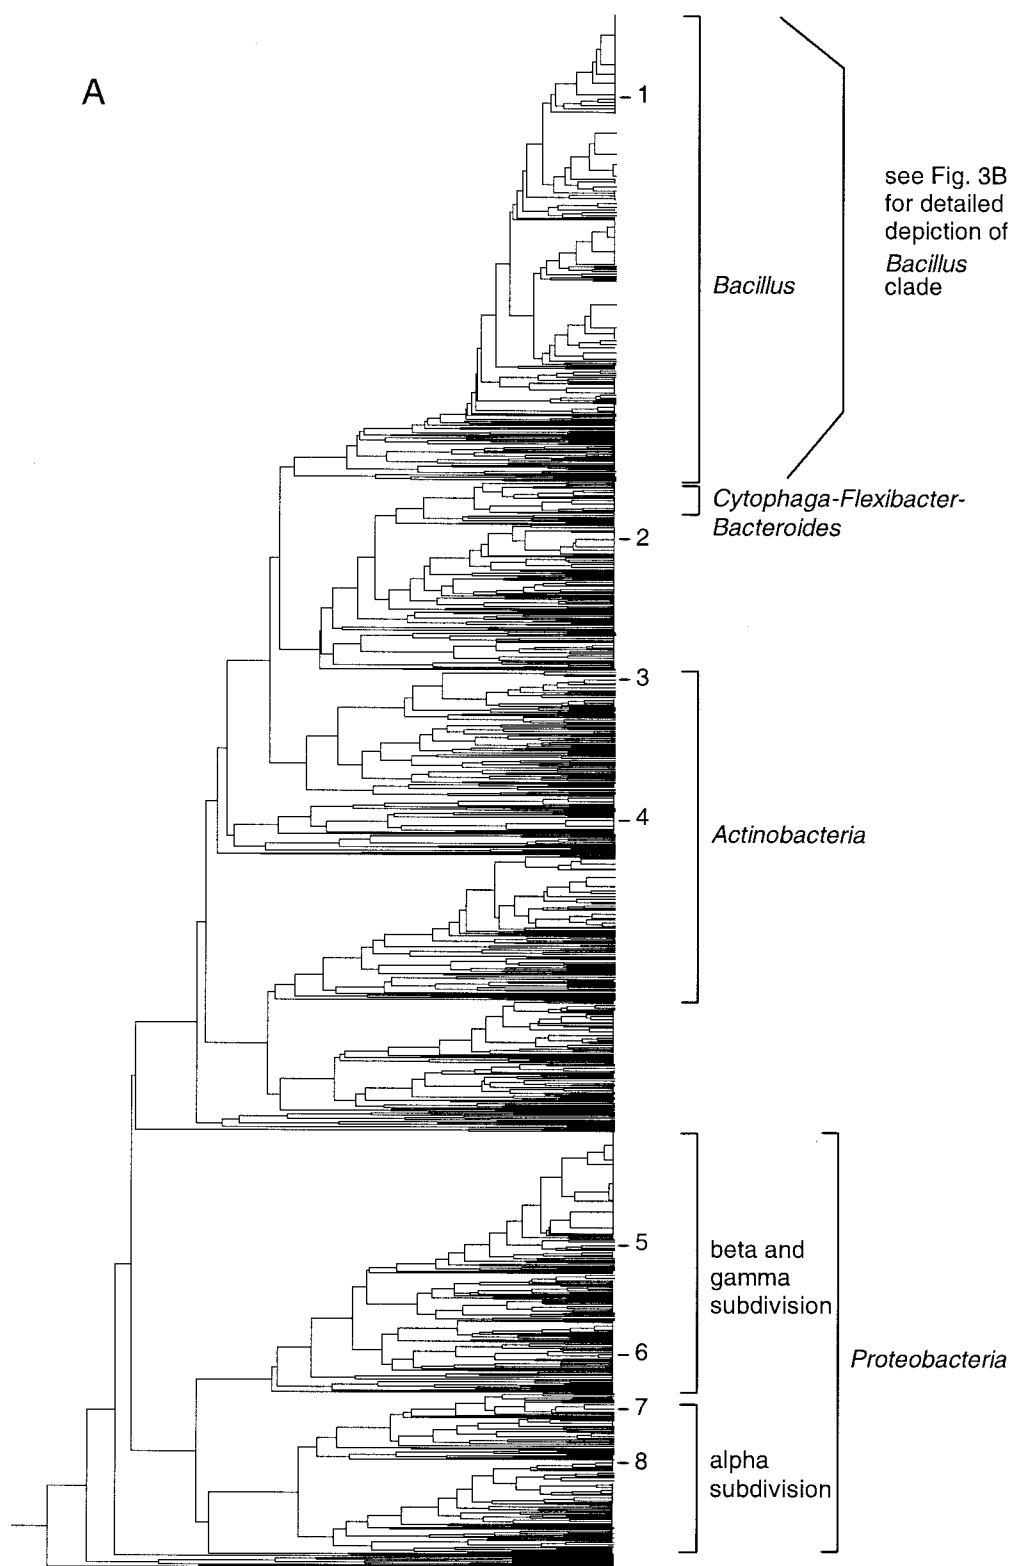 A
1
see Fig. 3B
for detailed
depiction of
Bacillus
clade
Bacillus
Cytophaga-Flexibacter-
Bacteroides
2
3
4
Actinobacteria
5
beta and
gamma
subdivision
6
Proteobacteria
7
8
alpha
subdivision